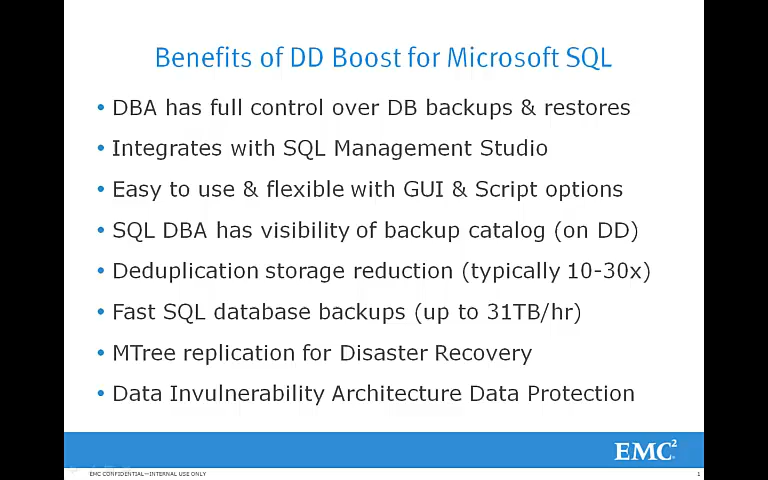 Benefits of DD Boost for Microsoft SQL
• DBA has full control over DB backups & restores
• Integrates with SQL Management Studio
• Easy to use & flexible with GUI & Script options
• SQL DBA has visibility of backup catalog (on DD)
• Deduplication storage reduction (typically 10-30x)
• Fast SQL database backups (up to 31TB/hr)
• MTree replication for Disaster Recovery
• Data Invulnerability Architecture Data Protection
EMC²
EMC CONFIDENTIAL—INTERNAL USE ONLY
1